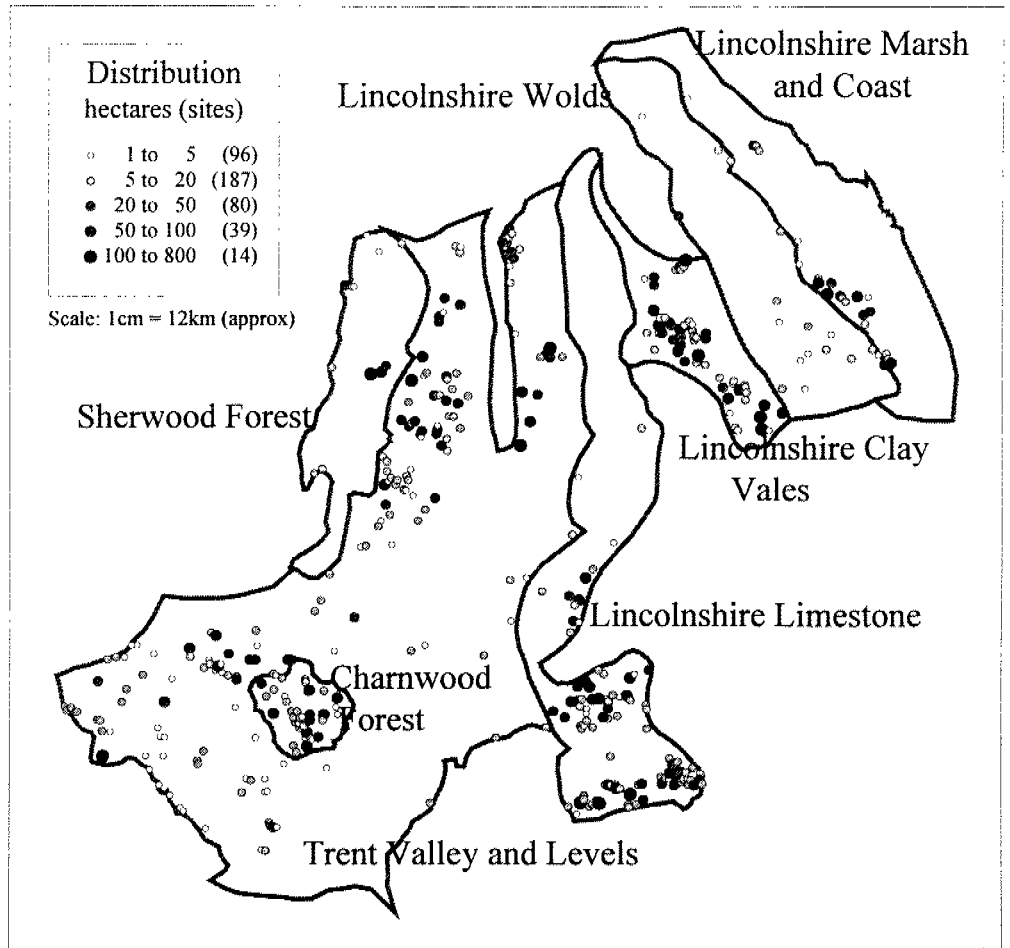 Distribution
hectares (sites)
1 to 5 (96)
5 to 20 (187)
20 to 50 (80)
50 to 100 (39)
100 to 800 (14)
Scale: 1cm = 12km (approx)
Lincolnshire Marsh
and Coast
Lincolnshire Wolds
Sherwood Forest
Lincolnshire Clay
Vales
Lincolnshire Limestone
Charnwood
Forest
Trent Valley and Levels